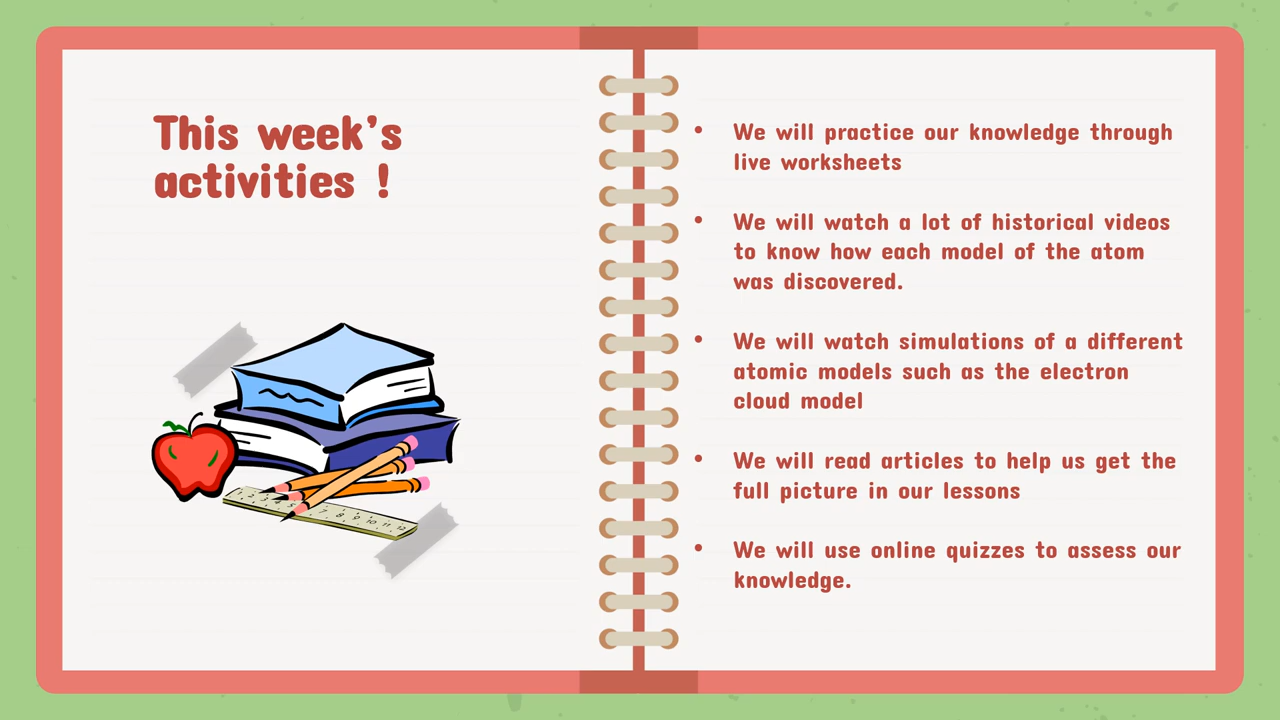 This week's
activities !
• We will practice our knowledge through
live worksheets
• We will watch a lot of historical videos
to know how each model of the atom
was discovered.
• We will watch simulations of a different
atomic models such as the electron
cloud model
• We will read articles to help us get the
full picture in our lessons
• We will use online quizzes to assess our
knowledge.